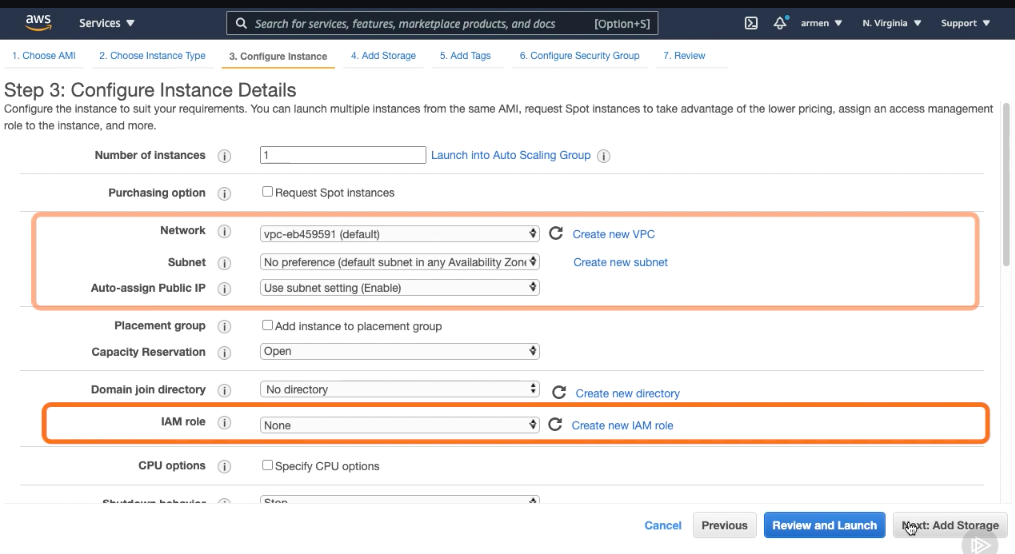 aws Services Search for services, features, marketplace products, and docs [Option+S] armen N. Virginia Support
1. Choose AMI 2. Choose Instance Type 3. Configure Instance 4. Add Storage 5. Add Tags 6. Configure Security Group 7. Review
Step 3: Configure Instance Details
Configure the instance to suit your requirements. You can launch multiple instances from the same AMI, request Spot instances to take advantage of the lower pricing, assign an access management
role to the instance, and more.
Number of instances i 1 Launch into Auto Scaling Group i
Purchasing option i Request Spot instances
Network i vpc-eb459591 (default) Create new VPC
Subnet i No preference (default subnet in any Availability Zone Create new subnet
Auto-assign Public IP i Use subnet setting (Enable)
Placement group i Add instance to placement group
Capacity Reservation i Open
Domain join directory i No directory Create new directory
IAM role i None Create new IAM role
CPU options i Specify CPU options
Shutdown behavior i Stop
Cancel Previous Review and Launch Next: Add Storage